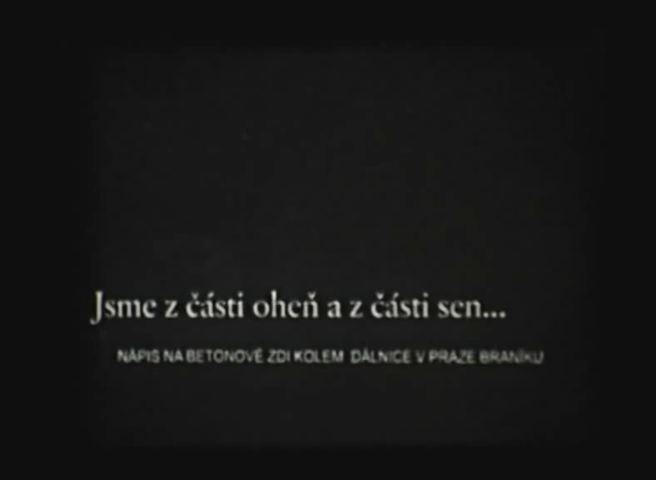 Jsme z části oheň a z části sen...
NÁPIS NA BETONOVÉ ZDI KOLEM DÁLNICE V PRAZE BRANÍKU